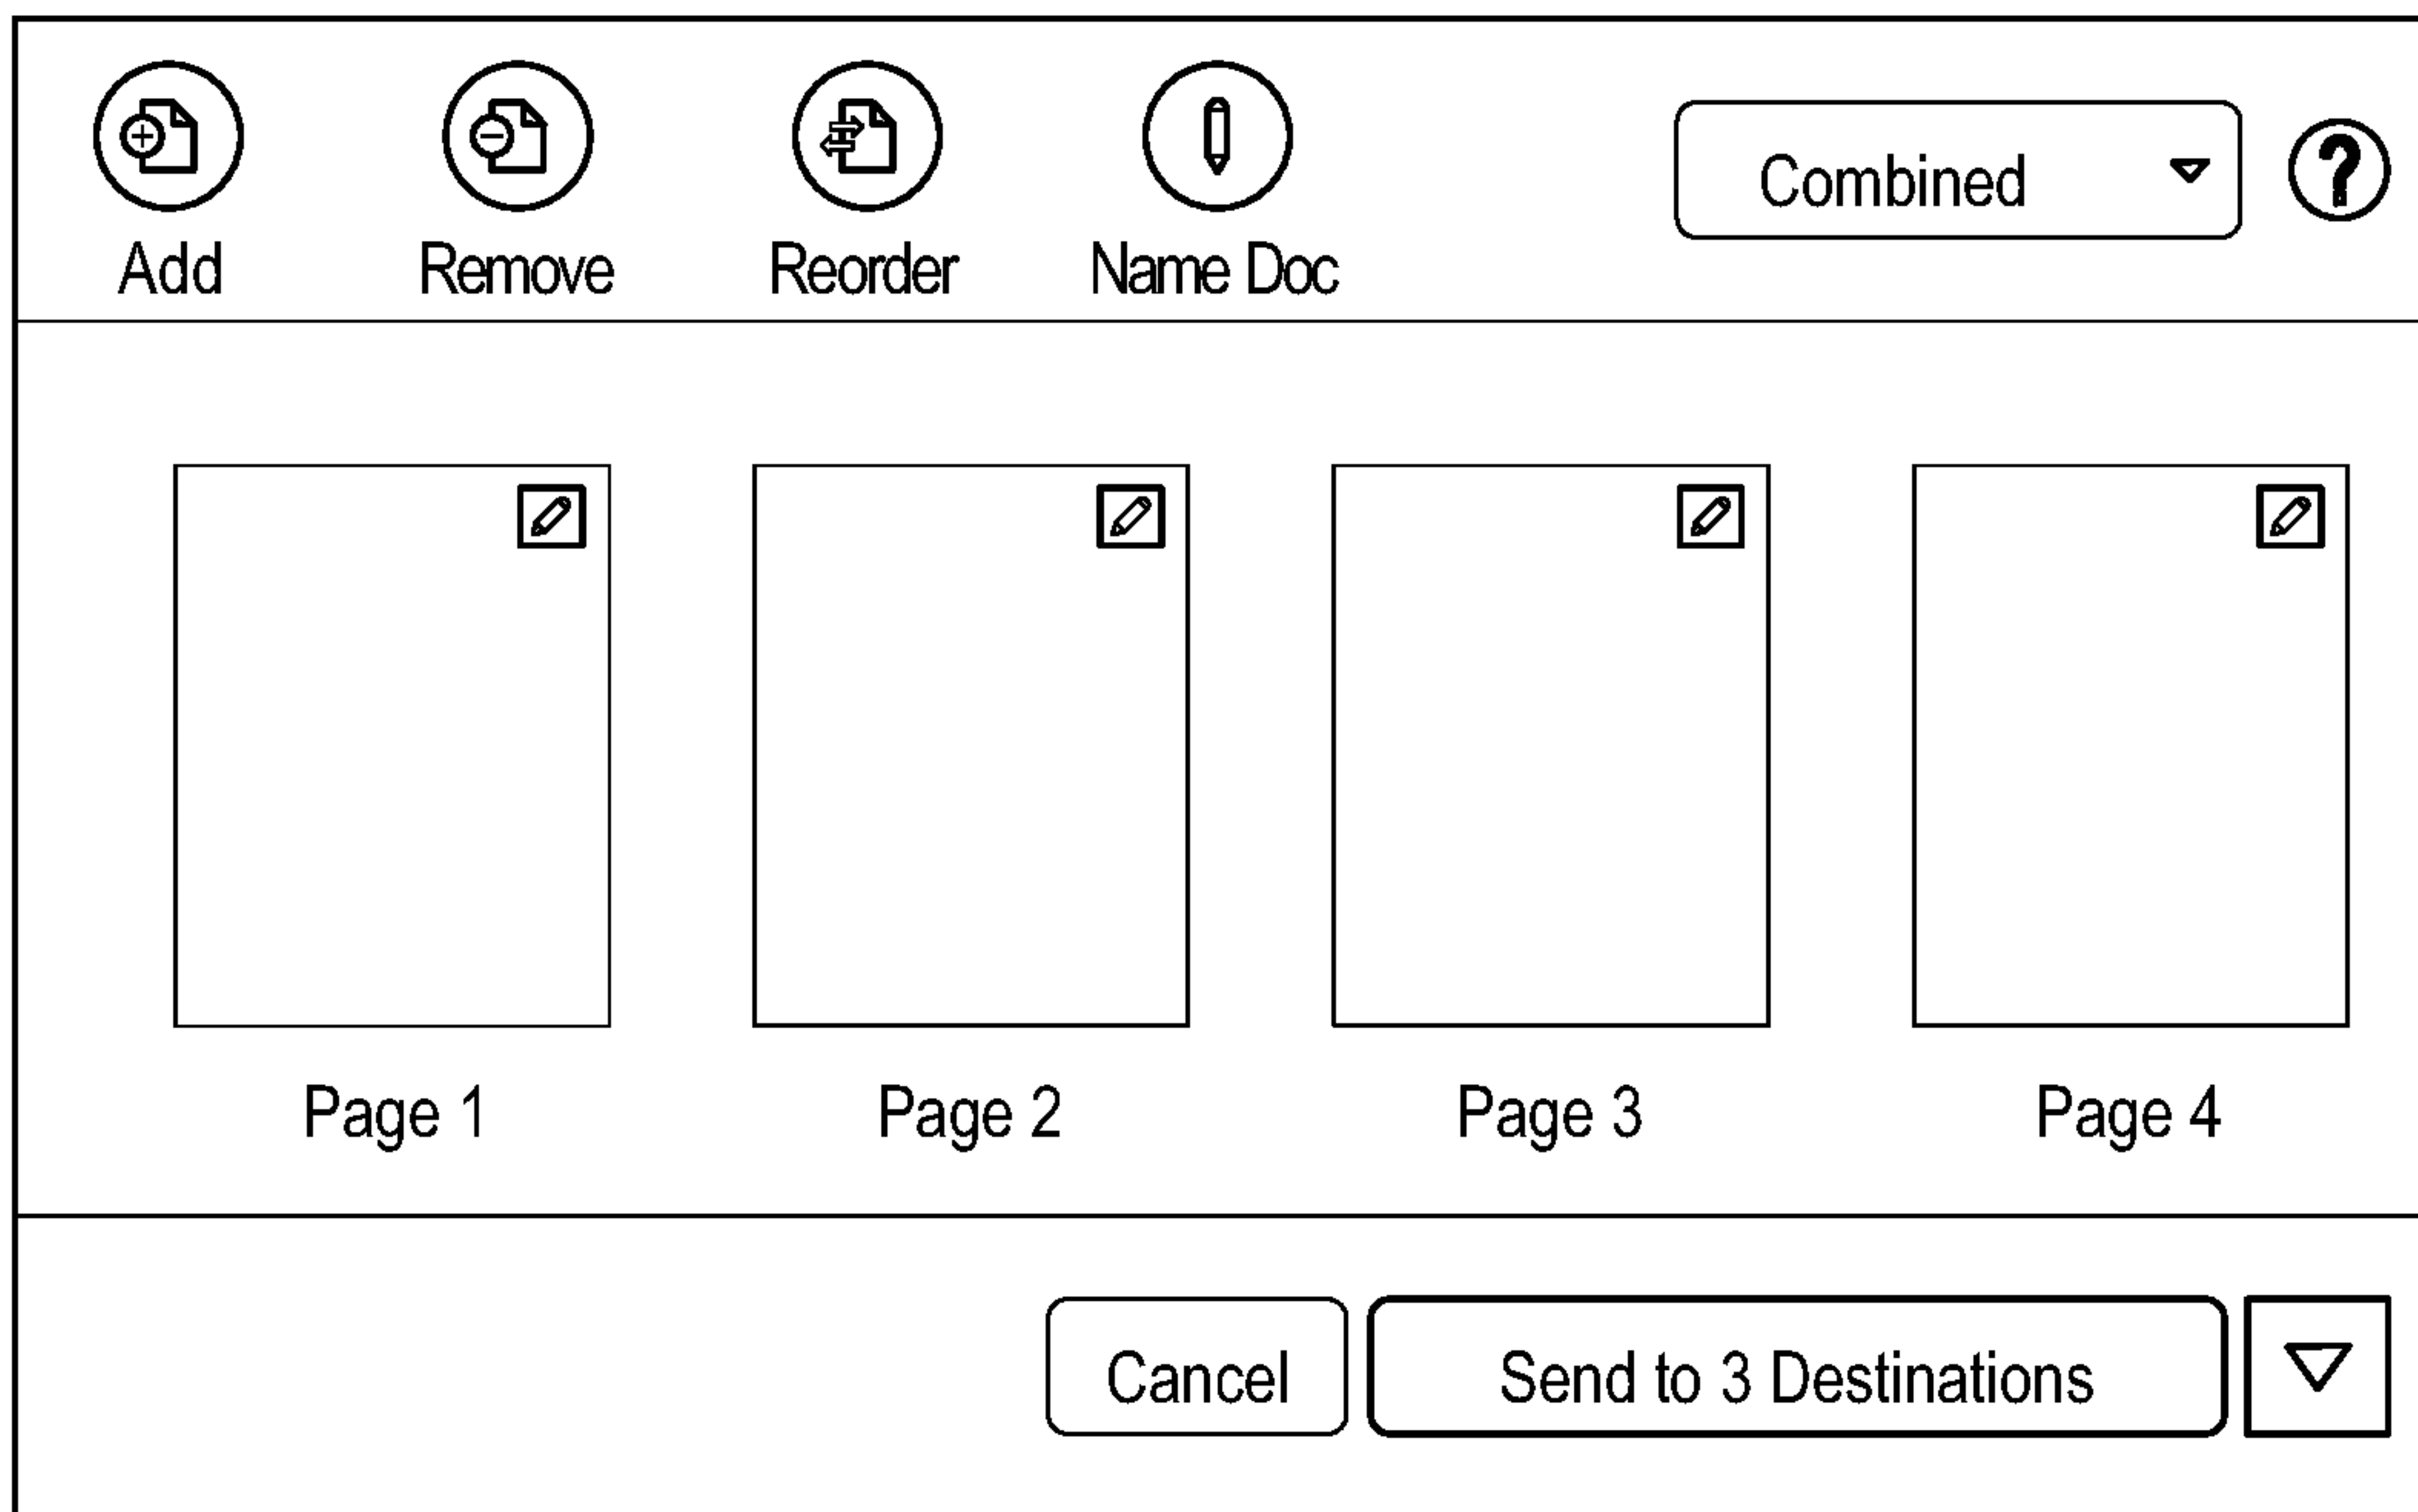 Combined ?
Add Remove Reorder Name Doc
Page 1 Page 2 Page 3 Page 4
Cancel Send to 3 Destinations